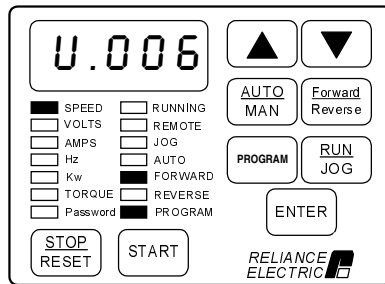 U.006
SPEED
VOLTS
AMPS
Hz
Kw
TORQUE
Password
RUNNING
REMOTE
JOG
AUTO
FORWARD
REVERSE
PROGRAM
AUTO
MAN
Forward
Reverse
PROGRAM
RUN
JOG
ENTER
STOP
RESET
START
RELIANCE
ELECTRIC